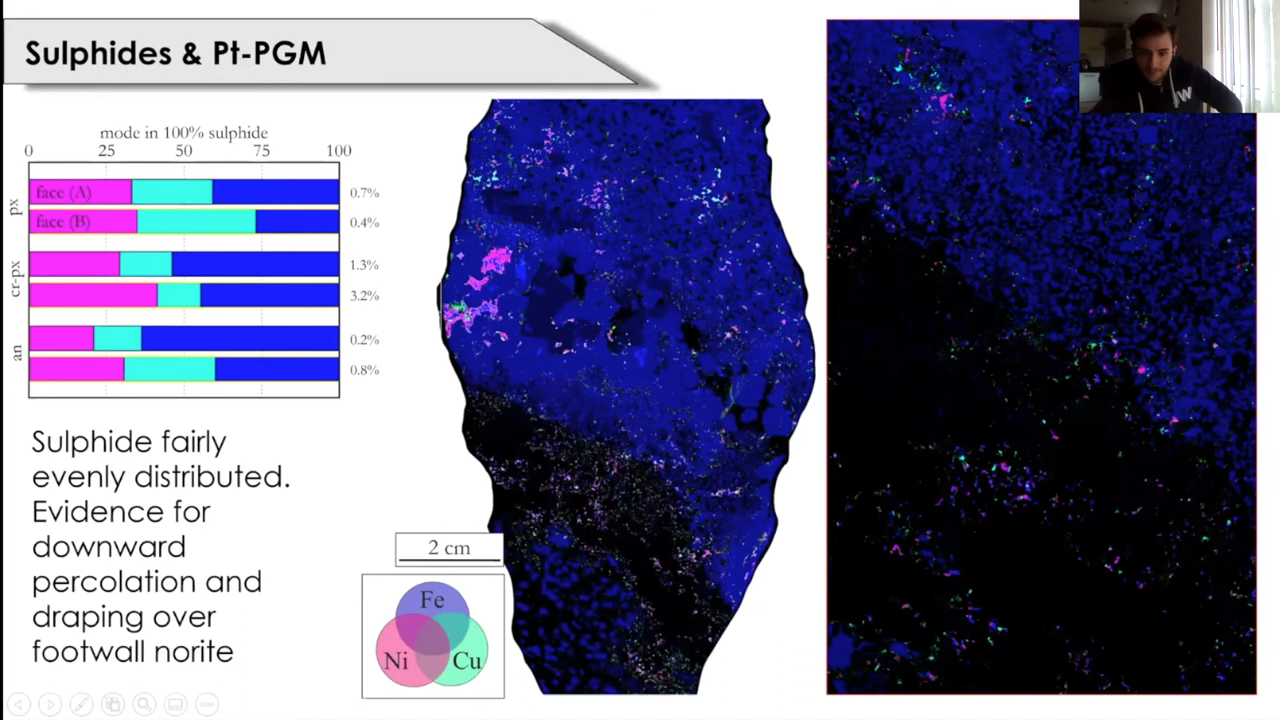 Sulphides & Pt-PGM
mode in 100% sulphide
0 25 50 75 100
px
face (A)
0.7%
face (B)
0.4%
cr-px
1.3%
3.2%
an
0.2%
0.8%
Sulphide fairly
evenly distributed.
Evidence for
downward
percolation and
draping over
footwall norite
2 cm
Fe
Ni Cu
W